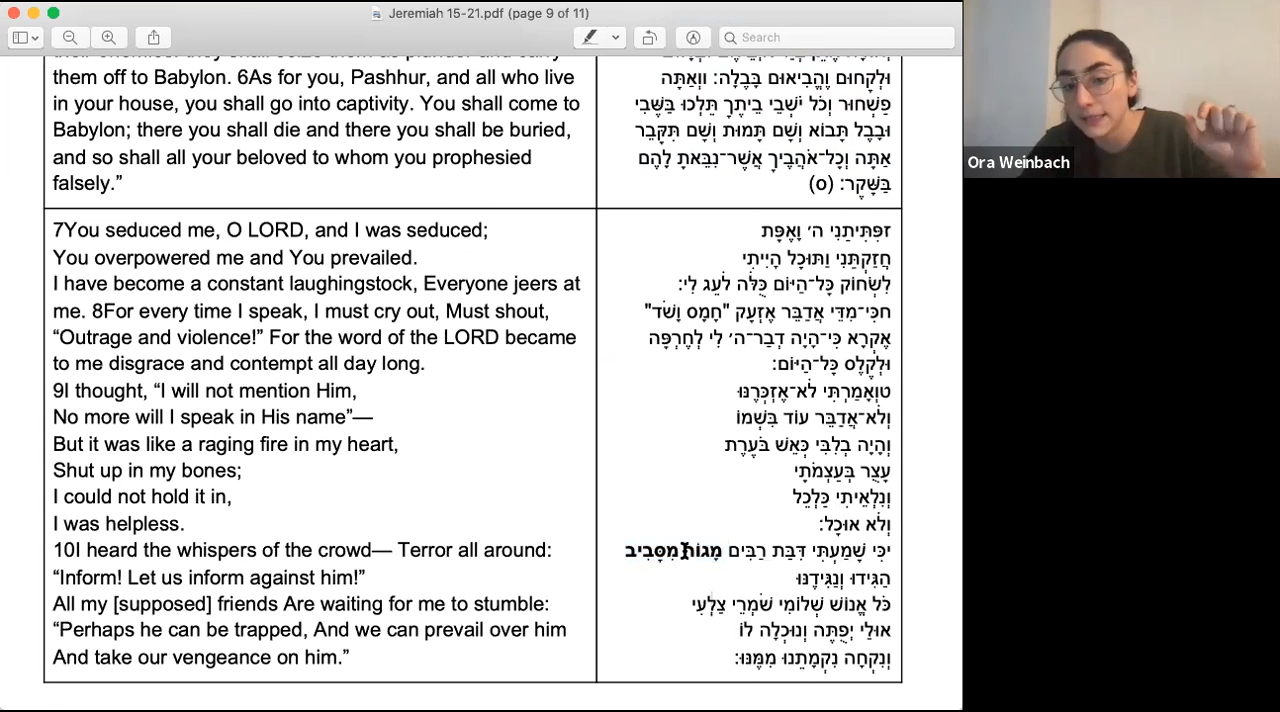 Jeremiah 15-21.pdf (page 9 of 11)
Search
them off to Babylon. 6As for you, Pashhur, and all who live
in your house, you shall go into captivity. You shall come to
Babylon; there you shall die and there you shall be buried,
and so shall all your beloved to whom you prophesied
falsely.”
וּלְקָחוּם וֶהֱבִיאוּם בָּבֶלָה: ווְאַתָּה
פַשְׁחוּר וְכֹל יֹשְׁבֵי בֵיתֶךָ תֵּלְכוּ בַּשֶּׁבִי
וּבָבֶל תָּבוֹא וְשָׁם תָּמוּת וְשָׁם תִּקָּבֵר
אַתָּה וְכָל־אֹהֲבֶיךָ אֲשֶׁר־נִבֵּאתָ לָהֶם
בַּשָּׁקֶר: (ס)
7You seduced me, O LORD, and I was seduced;
You overpowered me and You prevailed.
I have become a constant laughingstock, Everyone jeers at
me. 8For every time I speak, I must cry out, Must shout,
“Outrage and violence!” For the word of the LORD became
to me disgrace and contempt all day long.
9I thought, “I will not mention Him,
No more will I speak in His name”—
But it was like a raging fire in my heart,
Shut up in my bones;
I could not hold it in,
I was helpless.
10I heard the whispers of the crowd— Terror all around:
“Inform! Let us inform against him!”
All my [supposed] friends Are waiting for me to stumble:
“Perhaps he can be trapped, And we can prevail over him
And take our vengeance on him.”
זפִּתִּיתַנִי ה׳ וָאֶפָּת
חֲזַקְתַּנִי וַתּוּכָל הָיִיתִי
לִשְׂחוֹק כָּל־הַיּוֹם כֻּלֹּה לֹעֵג לִי:
חכִּי־מִדֵּי אֲדַבֵּר אֶזְעָק "חָמָס וָשֹׁד"
אֶקְרָא כִּי־הָיָה דְבַר־ה׳ לִי לְחֶרְפָּה
וּלְקֶלֶס כָּל־הַיּוֹם:
טוְאָמַרְתִּי לֹא־אֶזְכְּרֶנּוּ
וְלֹא־אֲדַבֵּר עוֹד בִּשְׁמוֹ
וְהָיָה בְלִבִּי כְּאֵשׁ בֹּעֶרֶת
עָצֻר בְּעַצְמֹתָי
וְנִלְאֵיתִי כַּלְכֵל
וְלֹא אוּכָל:
יכִּי שָׁמַעְתִּי דִּבַּת רַבִּים מָגוֹר מִסָּבִיב
הַגִּידוּ וְנַגִּידֶנּוּ
כֹּל אֱנוֹשׁ שְׁלוֹמִי שֹׁמְרֵי צַלְעִי
אוּלַי יְפֻתֶּה וְנוּכְלָה לוֹ
וְנִקְחָה נִקְמָתֵנוּ מִמֶּנּוּ:
Ora Weinbach